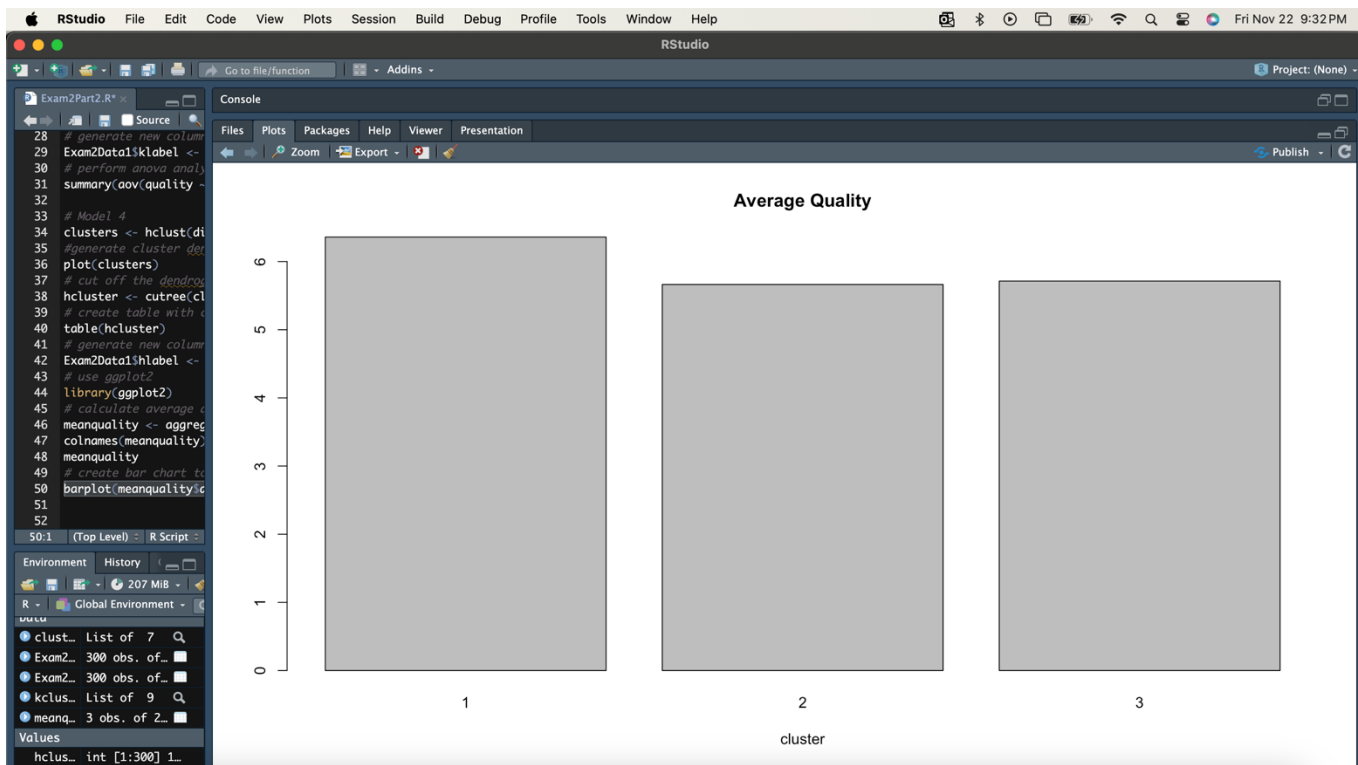 RStudio File Edit Code View Plots Session Build Debug Profile Tools Window Help Fri Nov 22 9:32 PM
RStudio
Go to file/function Addins Project: (None)
Exam2Part2.R*
Source
28 # generate new column
29 Exam2Data1$klabel <-
30 # perform anova analy
31 summary(aov(quality ~
32
33 # Model 4
34 clusters <- hclust(di
35 #generate cluster den
36 plot(clusters)
37 # cut off the dendrog
38 hcluster <- cutree(cl
39 # create table with c
40 table(hcluster)
41 # generate new column
42 Exam2Data1$hlabel <-
43 # use ggplot2
44 library(ggplot2)
45 # calculate average q
46 meanquality <- aggreg
47 colnames(meanquality)
48 meanquality
49 # create bar chart to
50 barplot(meanquality$a
51
52
50:1 (Top Level) R Script
Environment History
207 MiB
R Global Environment
Data
clust… List of 7
Exam2… 300 obs. of…
Exam2… 300 obs. of…
kclus… List of 9
meanq… 3 obs. of 2…
Values
hclus… int [1:300] 1…
Console
Files Plots Packages Help Viewer Presentation
Zoom Export Publish
Average Quality
6
5
4
3
2
1
0
1 2 3
cluster